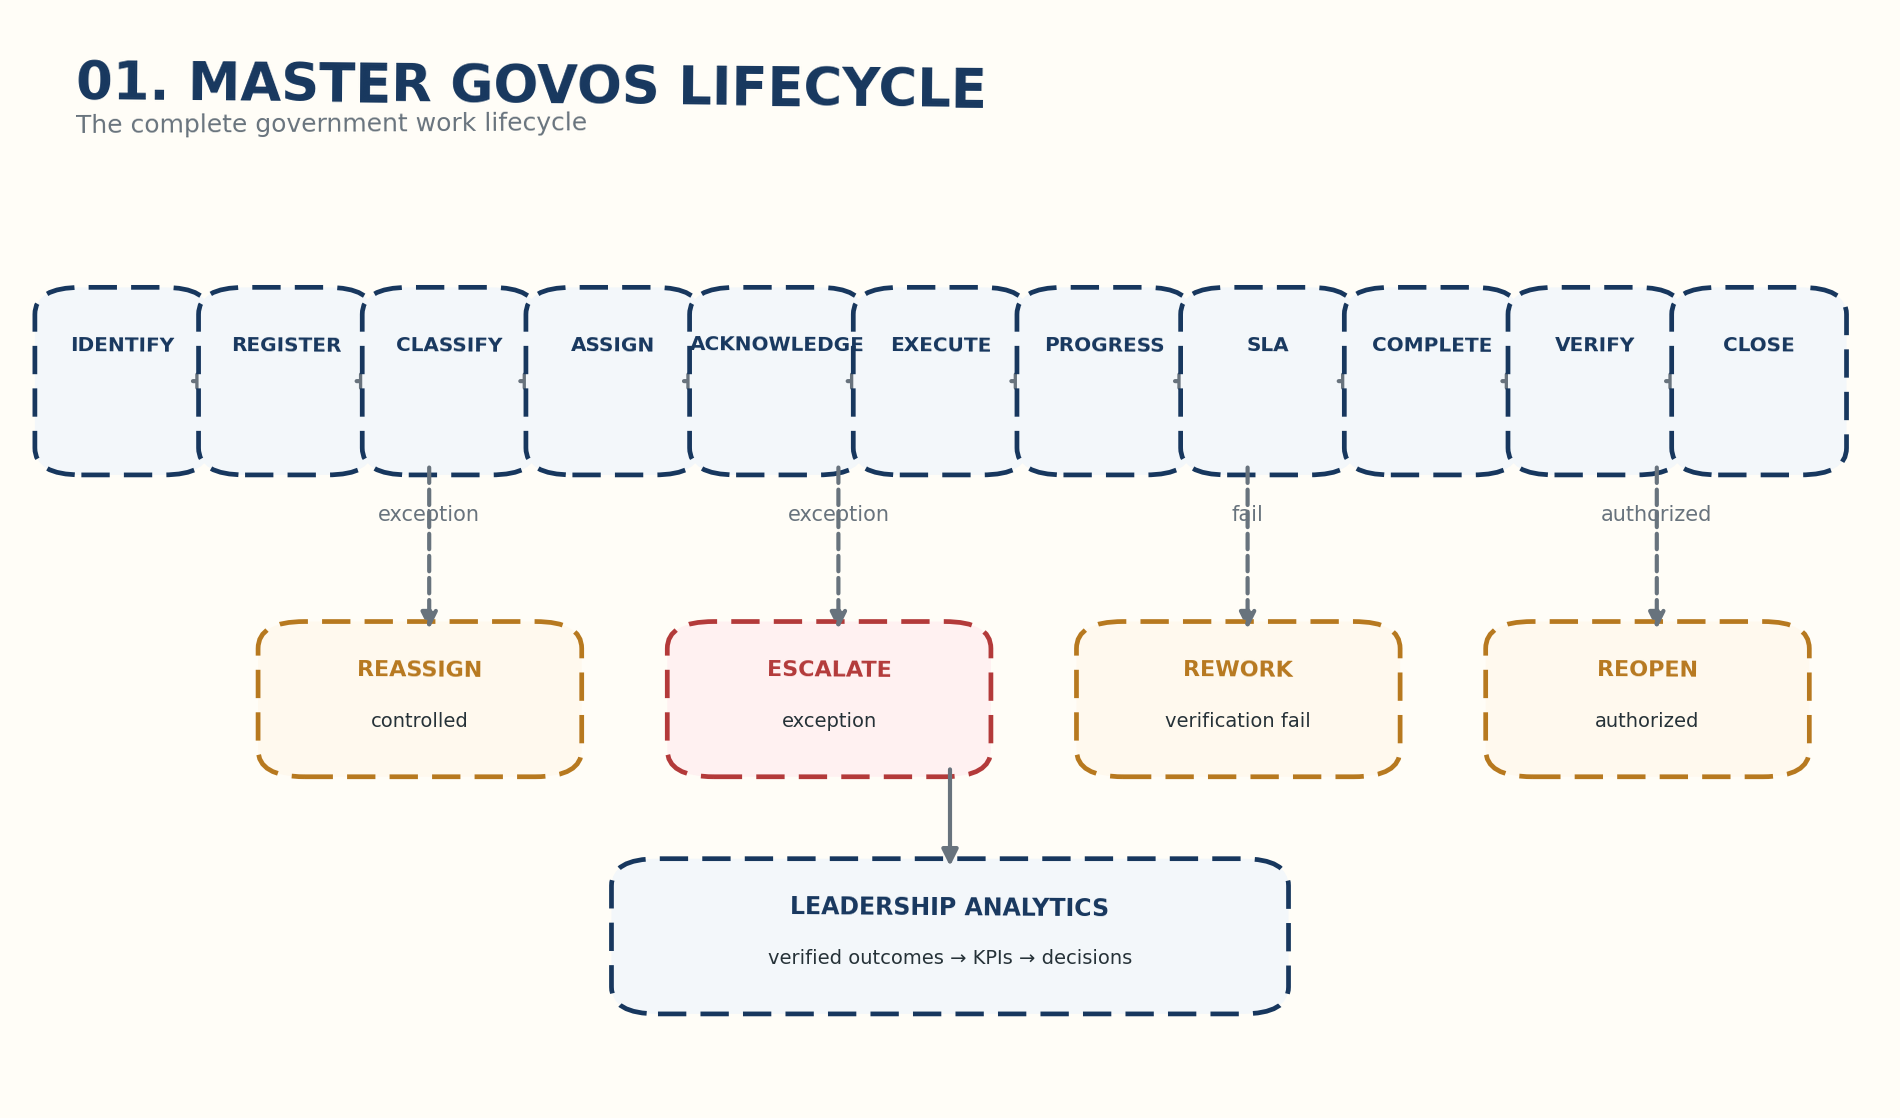 01. MASTER GOVOS LIFECYCLE
The complete government work lifecycle
IDENTIFY
REGISTER
CLASSIFY
ASSIGN
ACKNOWLEDGE
EXECUTE
PROGRESS
SLA
COMPLETE
VERIFY
CLOSE
exception
exception
fail
authorized
REASSIGN
controlled
ESCALATE
exception
REWORK
verification fail
REOPEN
authorized
LEADERSHIP ANALYTICS
verified outcomes → KPIs → decisions